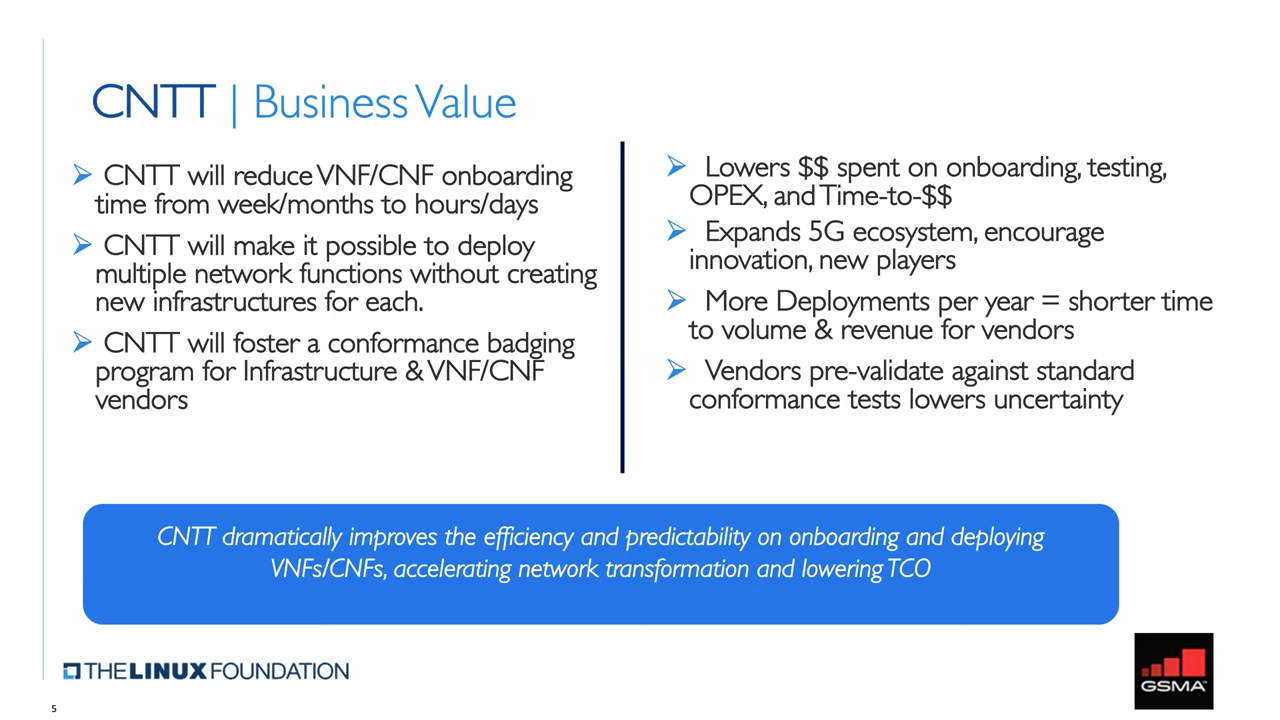 CNTT | Business Value
➢ CNTT will reduce VNF/CNF onboarding
time from week/months to hours/days
➢ CNTT will make it possible to deploy
multiple network functions without creating
new infrastructures for each.
➢ CNTT will foster a conformance badging
program for Infrastructure & VNF/CNF
vendors
➢ Lowers $$ spent on onboarding, testing,
OPEX, and Time-to-$$
➢ Expands 5G ecosystem, encourage
innovation, new players
➢ More Deployments per year = shorter time
to volume & revenue for vendors
➢ Vendors pre-validate against standard
conformance tests lowers uncertainty
CNTT dramatically improves the efficiency and predictability on onboarding and deploying
VNFs/CNFs, accelerating network transformation and lowering TCO
THE LINUX FOUNDATION
GSMA™
5